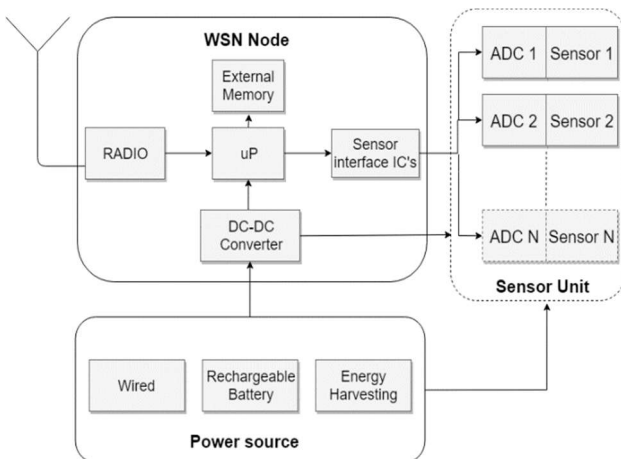 WSN Node
External
Memory
RADIO
uP
Sensor
interface IC's
DC-DC
Converter
ADC 1
Sensor 1
ADC 2
Sensor 2
ADC N
Sensor N
Sensor Unit
Wired
Rechargeable
Battery
Energy
Harvesting
Power source